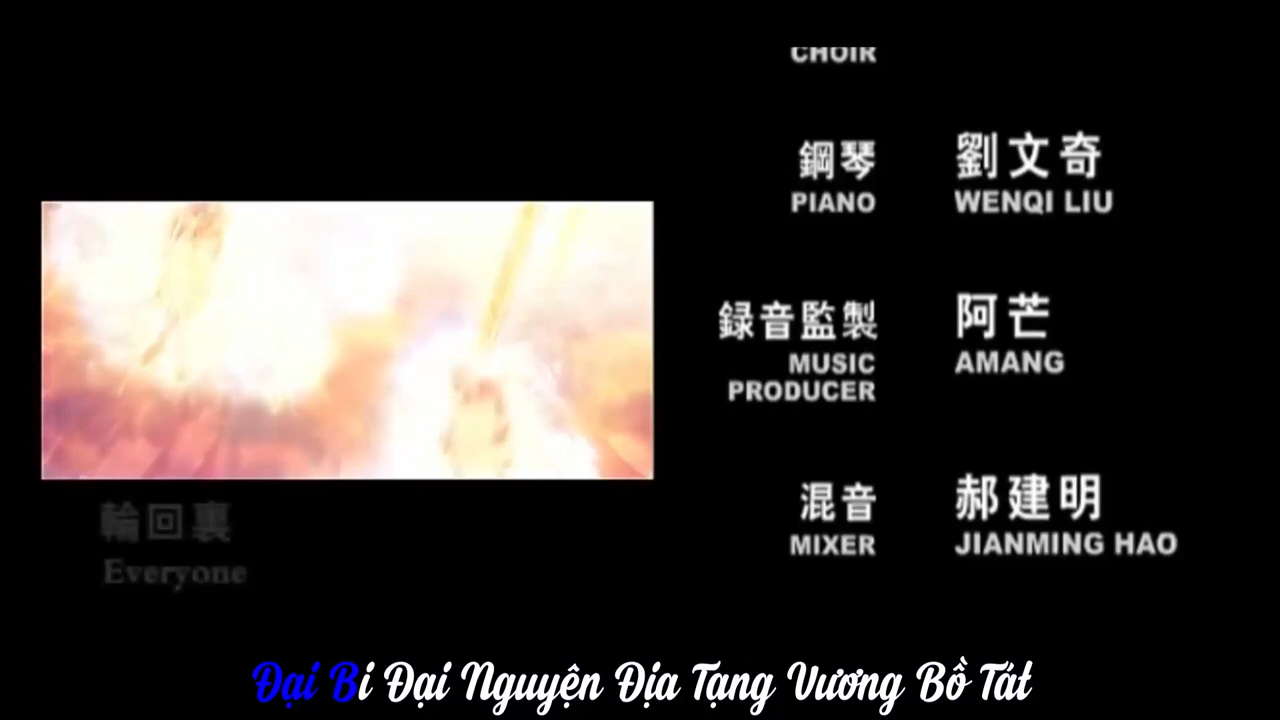 CHOIR
鋼琴 劉文奇
PIANO WENQI LIU
録音監製 阿芒
MUSIC AMANG
PRODUCER
混音 郝建明
MIXER JIANMING HAO
輪回裏
Everyone
Đại Bi Đại Nguyện Địa Tạng Vương Bồ Tát